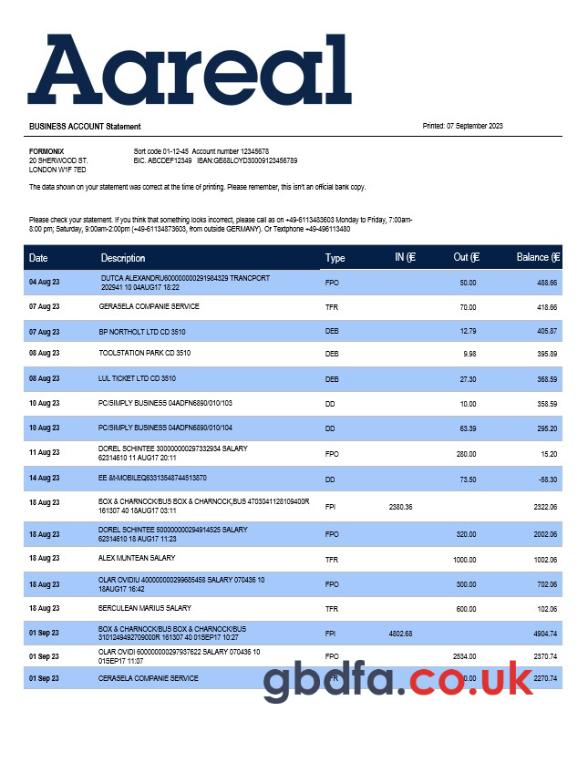 Aareal
BUSINESS ACCOUNT Statement Printed: 07 September 2023
FORMONIX Sort code 01-12-45 Account number 12345678
20 SHERWOOD ST. BIC. ABCDEF12349 IBAN:GB88LOYD30009123456789
LONDON W1F 7ED
The data shown on your statement was correct at the time of printing. Please remember, this isn't an official bank copy.
Please check your statement. If you think that something looks incorrect, please call as on +49-6113483603 Monday to Friday, 7:00am-
8:00 pm; Saturday, 9:00am-2:00pm (+49-61134873603, from outside GERMANY). Or Textphone +49-496113480
Date Description Type IN (€ Out (€ Balance (€
04 Aug 23 DUTCA ALEXANDRU600000000291984329 TRANCPORT FPO 50.00 488.66
202941 10 04AUG17 18:22
07 Aug 23 GERASELA COMPANIE SERVICE TFR 70.00 418.66
07 Aug 23 BP NORTHOLT LTD CD 3510 DEB 12.79 405.87
08 Aug 23 TOOLSTATION PARK CD 3510 DEB 9.98 395.89
08 Aug 23 LUL TICKET LTD CD 3510 DEB 27.30 368.59
10 Aug 23 PC/SIMPLY BUSINESS 04ADFN6890/010/103 DD 10.00 358.59
10 Aug 23 PC/SIMPLY BUSINESS 04ADFN6890/010/104 DD 63.39 295.20
11 Aug 23 DOREL SCHINTEE 300000000297332934 SALARY FPO 280.00 15.20
62314610 11 AUG17 20:11
14 Aug 23 EE &T-MOBILEQ63313548744513870 DD 73.50 -58.30
18 Aug 23 BOX & CHARNOCK/BUS BOX & CHARNOCK,BUS 4703041128109400R FPI 2380.36 2322.06
161307 40 18AUG17 03:11
18 Aug 23 DOREL SCHINTEE 500000000294914525 SALARY FPO 320.00 2002.06
62314610 18 AUG17 11:23
18 Aug 23 ALEX MUNTEAN SALARY TFR 1000.00 1002.06
18 Aug 23 OLAR OVIDIU 400000000299685458 SALARY 070436 10 FPO 300.00 702.06
18AUG17 16:42
18 Aug 23 BERCULEAN MARIUS SALARY TFR 600.00 102.06
01 Sep 23 BOX & CHARNOCK/BUS BOX & CHARNOCK/BUS FPI 4802.68 4904.74
310124949270​9000R 161307 40 01SEP17 10:27
01 Sep 23 OLAR OVIDI 600000000297937622 SALARY 070436 10 FPO 2534.00 2370.74
01SEP17 11:07
01 Sep 23 CERASELA COMPANIE SERVICE 2270.74
gbdfa.co.uk